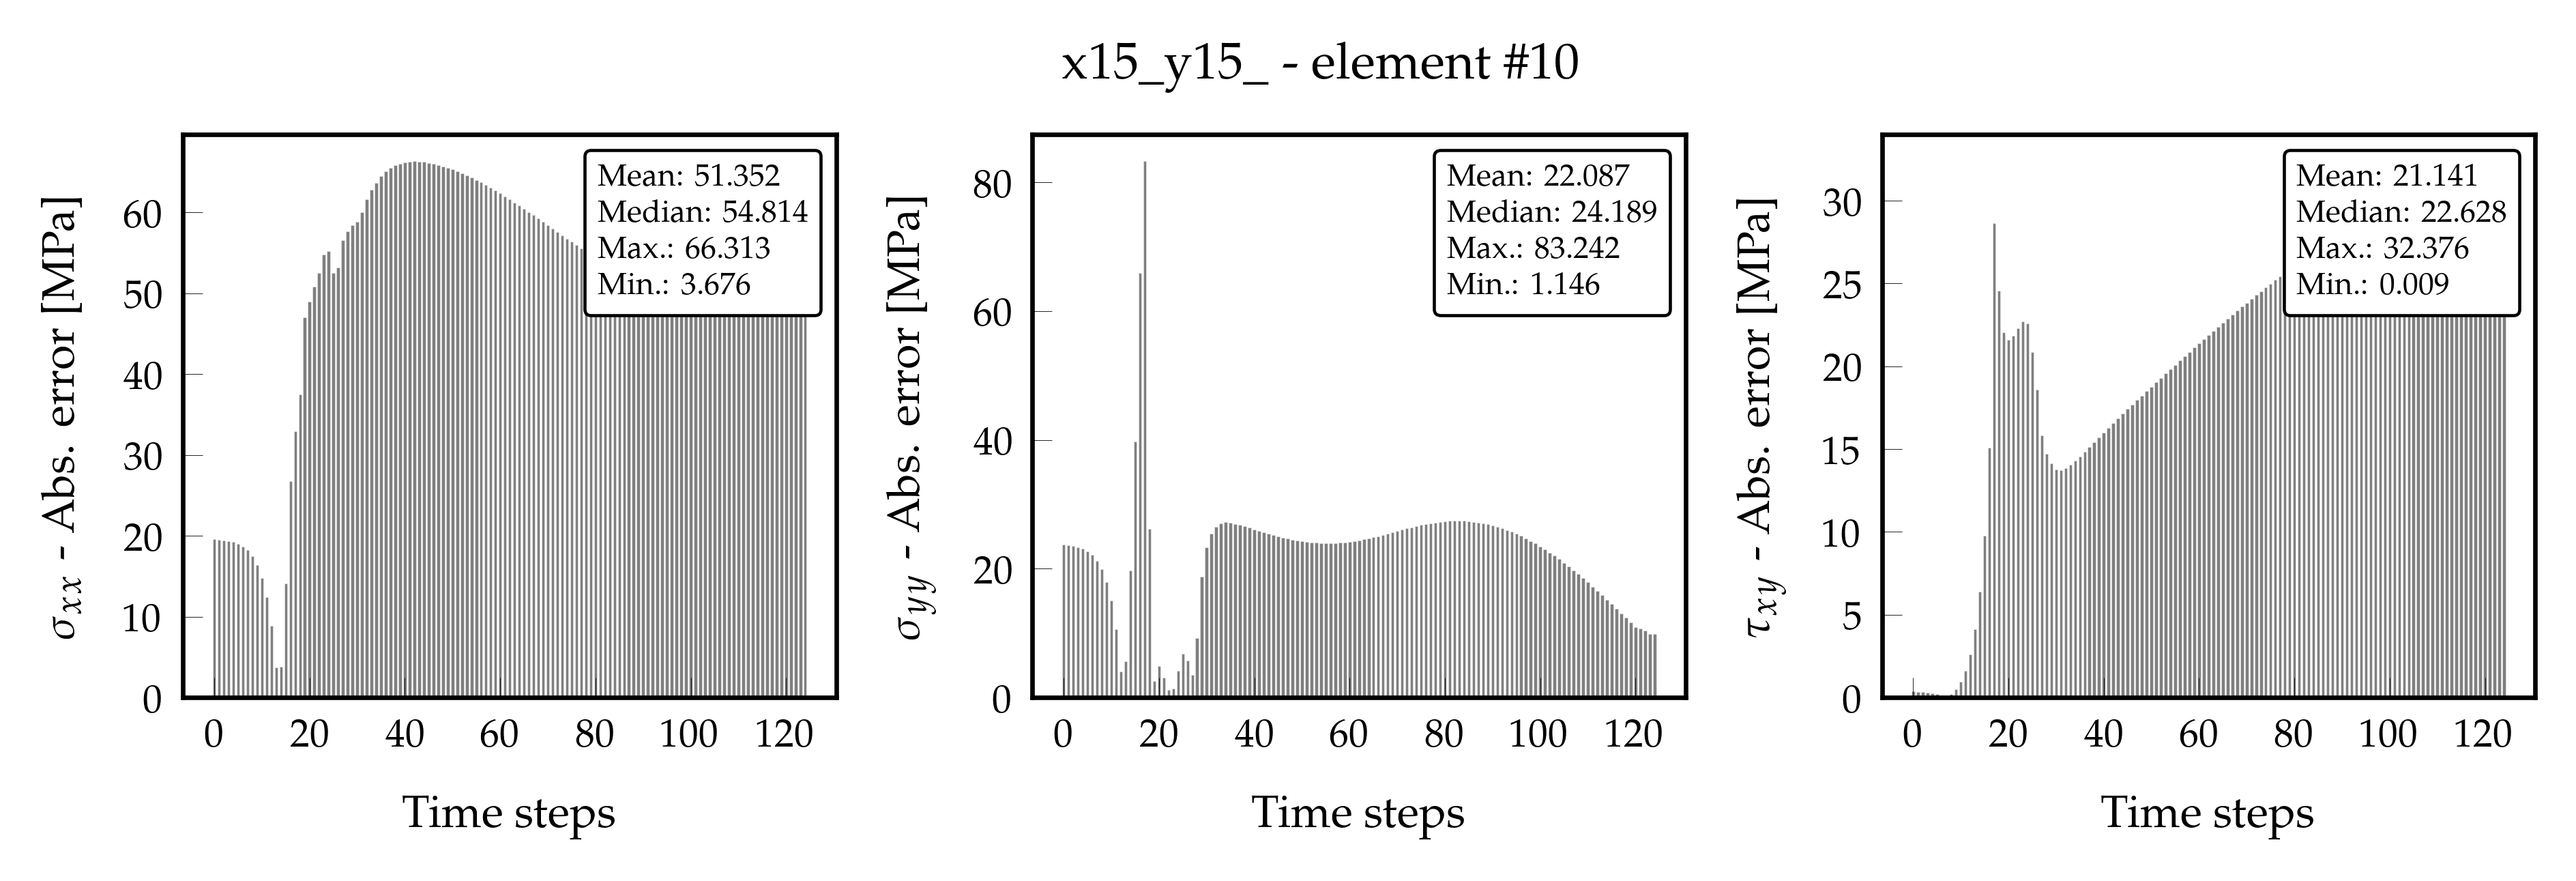 x15_y15_ - element #10
σxx - Abs. error [MPa]
60
50
40
30
20
10
0
0 20 40 60 80 100 120
Time steps
Mean: 51.352
Median: 54.814
Max.: 66.313
Min.: 3.676
σyy - Abs. error [MPa]
80
60
40
20
0
0 20 40 60 80 100 120
Time steps
Mean: 22.087
Median: 24.189
Max.: 83.242
Min.: 1.146
τxy - Abs. error [MPa]
30
25
20
15
10
5
0
0 20 40 60 80 100 120
Time steps
Mean: 21.141
Median: 22.628
Max.: 32.376
Min.: 0.009